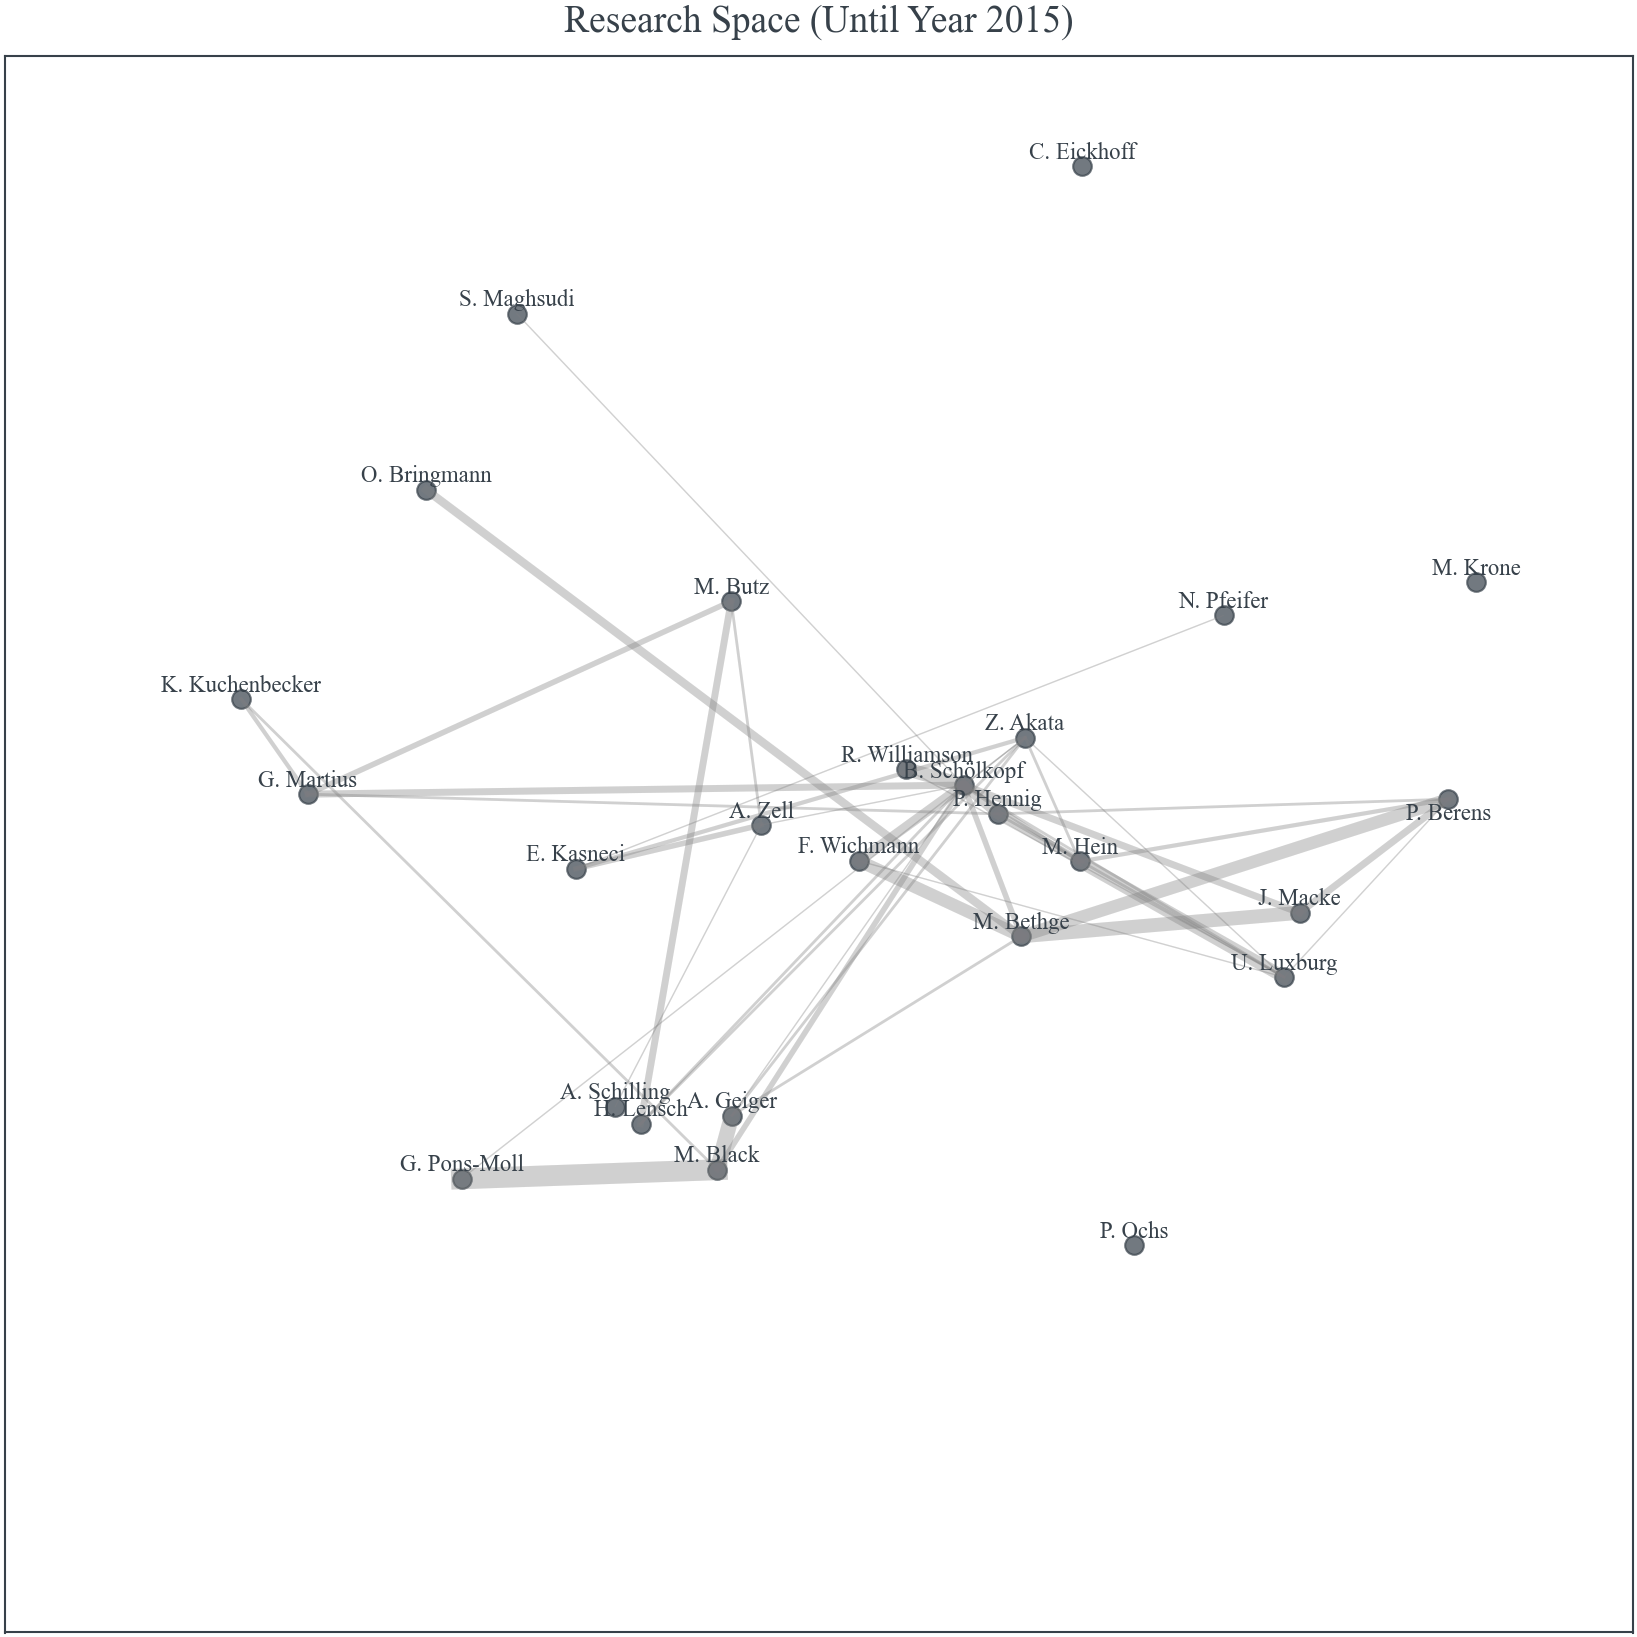 Research Space (Until Year 2015)
C. Eickhoff
S. Maghsudi
O. Bringmann
M. Krone
M. Butz
N. Pfeifer
K. Kuchenbecker
Z. Akata
R. Williamson
B. Schölkopf
G. Martius
P. Hennig
A. Zell
P. Berens
F. Wichmann
M. Hein
E. Kasneci
J. Macke
M. Bethge
U. Luxburg
A. Schilling
A. Geiger
H. Lensch
M. Black
G. Pons-Moll
P. Ochs